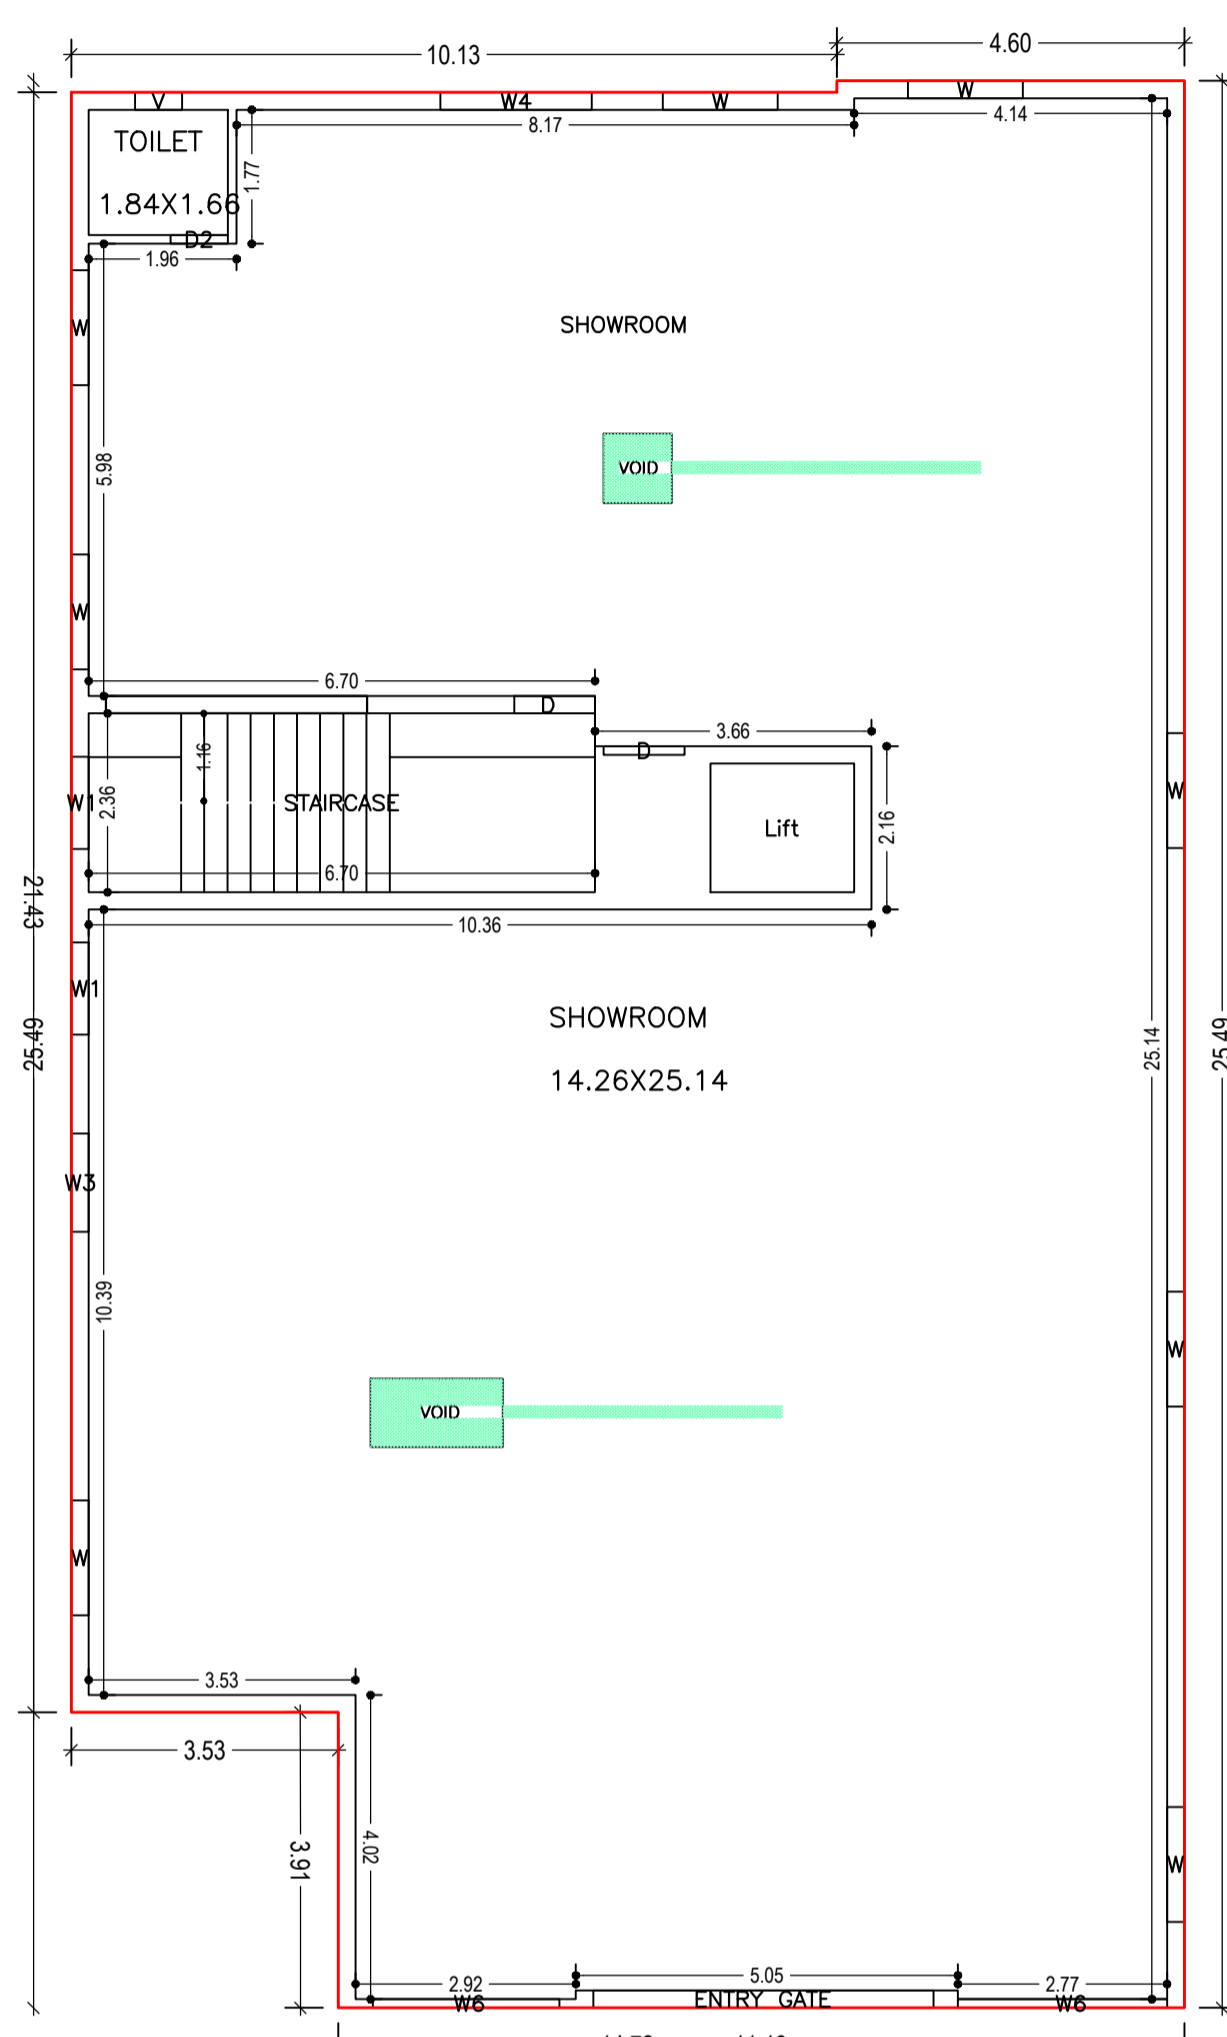 10.13
4.60
V
W4
W
W
8.17
4.14
TOILET
1.84X1.66
1.77
D2
1.96
SHOWROOM
W
5.98
VOID
W
6.70
D
3.66
D
W
1.16
STAIRCASE
W1
2.36
Lift
2.16
6.70
21.43
10.36
W1
SHOWROOM
25.49
25.14
25.49
14.26X25.14
W3
10.39
W
VOID
W
3.53
3.53
4.02
3.91
W
2.92
5.05
2.77
W6
ENTRY GATE
W6